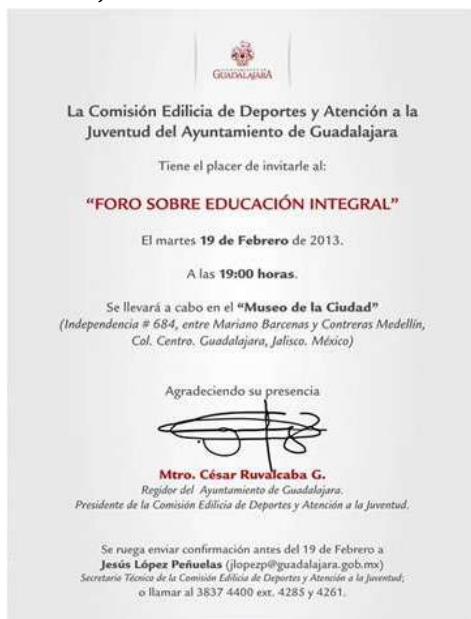 GUADALAJARA
La Comisión Edilicia de Deportes y Atención a la
Juventud del Ayuntamiento de Guadalajara
Tiene el placer de invitarle al:
“FORO SOBRE EDUCACIÓN INTEGRAL”
El martes 19 de Febrero de 2013.
A las 19:00 horas.
Se llevará a cabo en el “Museo de la Ciudad”
(Independencia # 684, entre Mariano Barcenas y Contreras Medellín,
Col. Centro. Guadalajara, Jalisco. México)
Agradeciendo su presencia
Mtro. César Ruvalcaba G.
Regidor del Ayuntamiento de Guadalajara.
Presidente de la Comisión Edilicia de Deportes y Atención a la Juventud.
Se ruega enviar confirmación antes del 19 de Febrero a
Jesús López Peñuelas (jlopezp@guadalajara.gob.mx)
Secretario Técnico de la Comisión Edilicia de Deportes y Atención a la Juventud;
o llamar al 3837 4400 ext. 4285 y 4261.